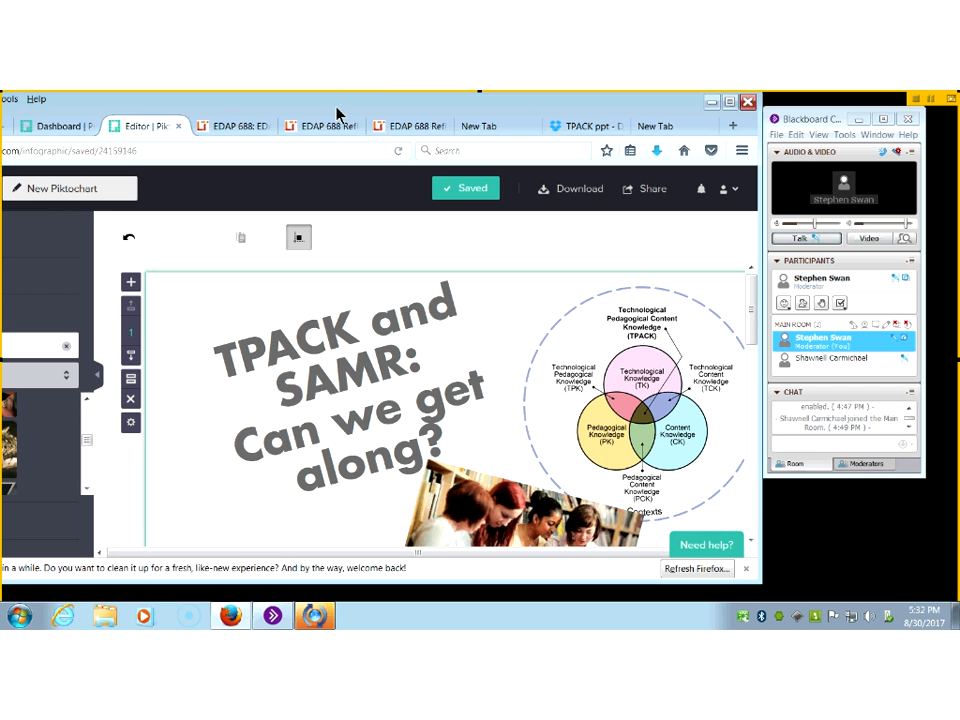 ools Help
Dashboard | P
Editor | Pik
EDAP 688: ED
EDAP 688 Refl
EDAP 688 Refl
New Tab
TPACK ppt - D
New Tab
com/infographic/saved/24159146
Search
New Piktochart
Saved
Download
Share
1
TPACK and
SAMR:
Can we get
along?
Technological
Pedagogical Content
Knowledge
(TPACK)
Technological
Pedagogical
Knowledge
(TPK)
Technological
Knowledge
(TK)
Technological
Content
Knowledge
(TCK)
Pedagogical
Knowledge
(PK)
Content
Knowledge
(CK)
Pedagogical
Content
Knowledge
(PCK)
Contexts
Need help?
in a while. Do you want to clean it up for a fresh, like-new experience? And by the way, welcome back!
Refresh Firefox...
Blackboard C...
File Edit View Tools Window Help
AUDIO & VIDEO
Stephen Swan
Talk
Video
PARTICIPANTS
Stephen Swan
Moderator
MAIN ROOM (2)
Stephen Swan
Moderator (You)
Shawnell Carmichael
CHAT
enabled. ( 4:47 PM ) -
- Shawnell Carmichael joined the Main
Room. ( 4:49 PM ) -
Room
Moderators
5:32 PM
8/30/2017